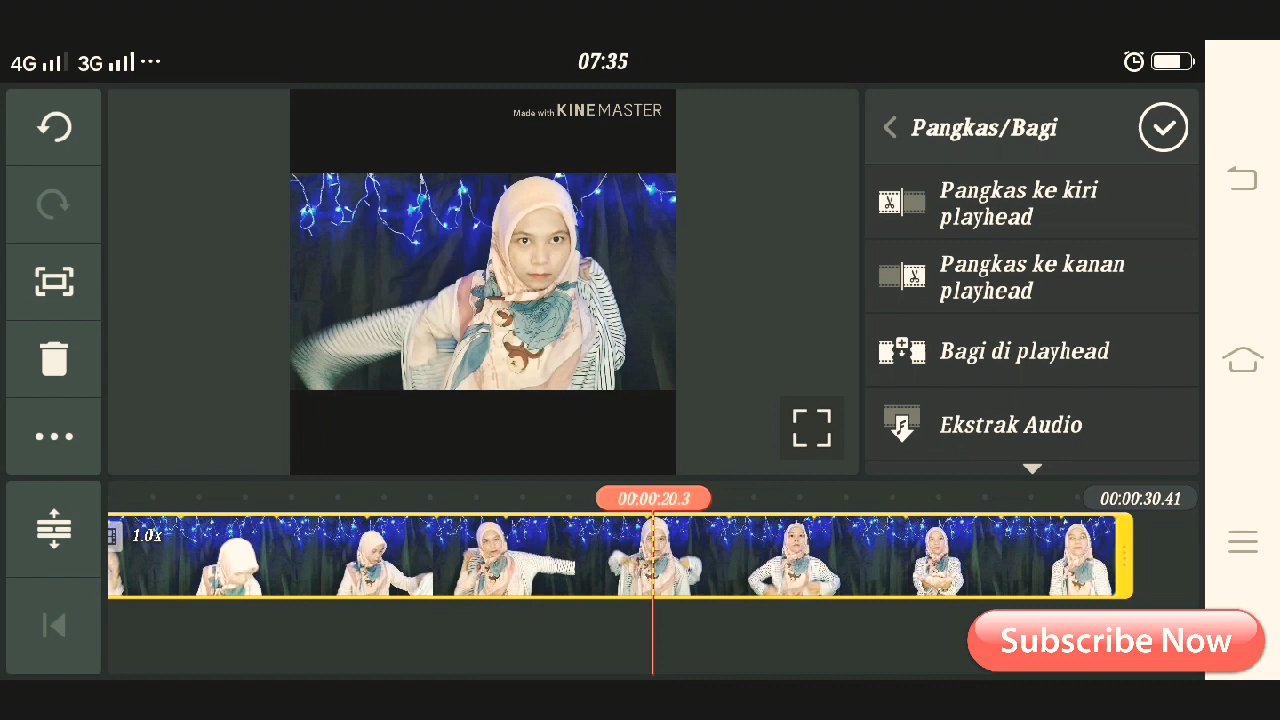 4G 3G 07:35
Made with KINEMASTER
Pangkas/Bagi
Pangkas ke kiri
playhead
Pangkas ke kanan
playhead
Bagi di playhead
Ekstrak Audio
00:00:20.3
00:00:30.41
1.0x
Subscribe Now